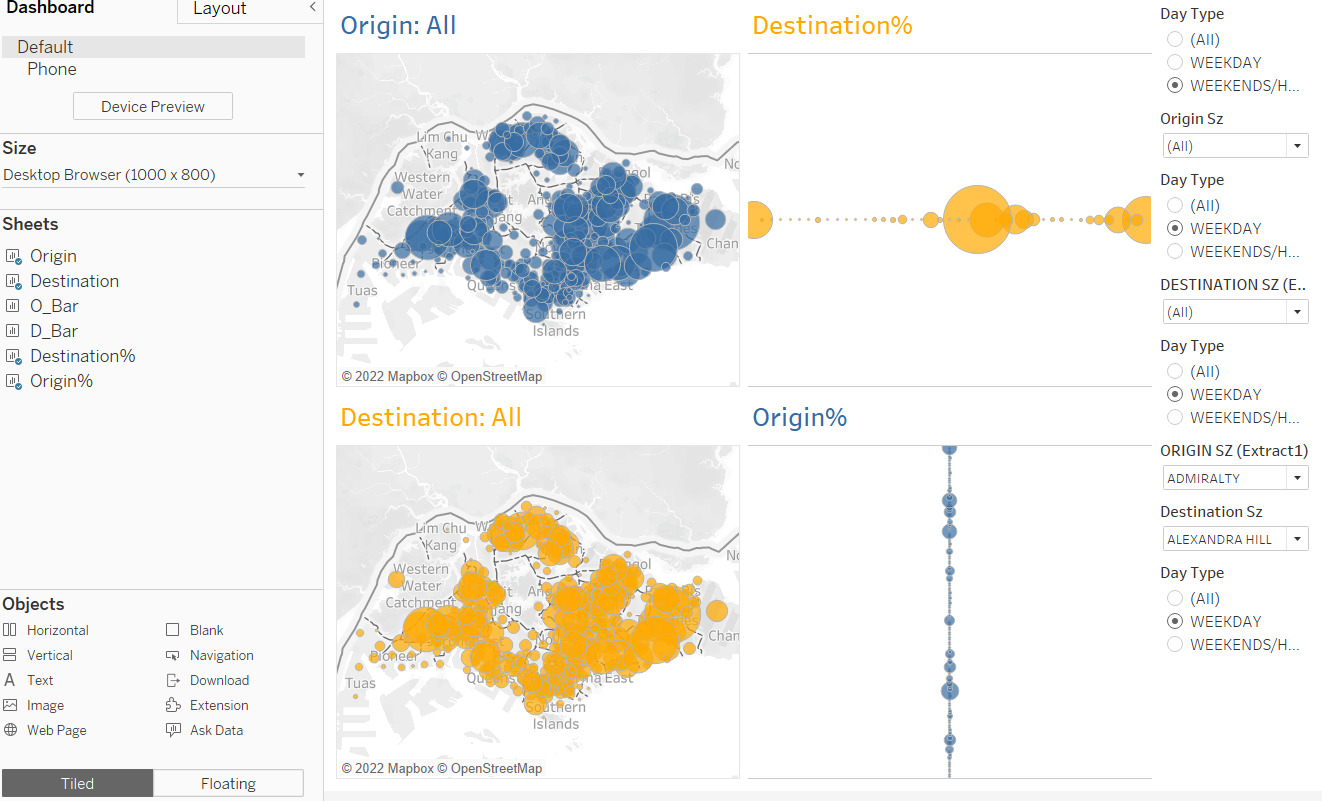 Dashboard
Layout
Default
Phone
Device Preview
Size
Desktop Browser (1000 x 800)
Sheets
Origin
Destination
O_Bar
D_Bar
Destination%
Origin%
Objects
Horizontal
Blank
Vertical
Navigation
Text
Download
Image
Extension
Web Page
Ask Data
Tiled
Floating
Origin: All
Lim Chu
Kang
Western
Water
Catchment
Pioneer
Tuas
Southern
Islands
© 2022 Mapbox © OpenStreetMap
Destination%
Destination: All
Lim Chu
Kang
Western
Water
Catchment
Pioneer
Tuas
Southern
Islands
© 2022 Mapbox © OpenStreetMap
Origin%
Day Type
(All)
WEEKDAY
WEEKENDS/H...
Origin Sz
(All)
Day Type
(All)
WEEKDAY
WEEKENDS/H...
DESTINATION SZ (E..
(All)
Day Type
(All)
WEEKDAY
WEEKENDS/H...
ORIGIN SZ (Extract1)
ADMIRALTY
Destination Sz
ALEXANDRA HILL
Day Type
(All)
WEEKDAY
WEEKENDS/H...